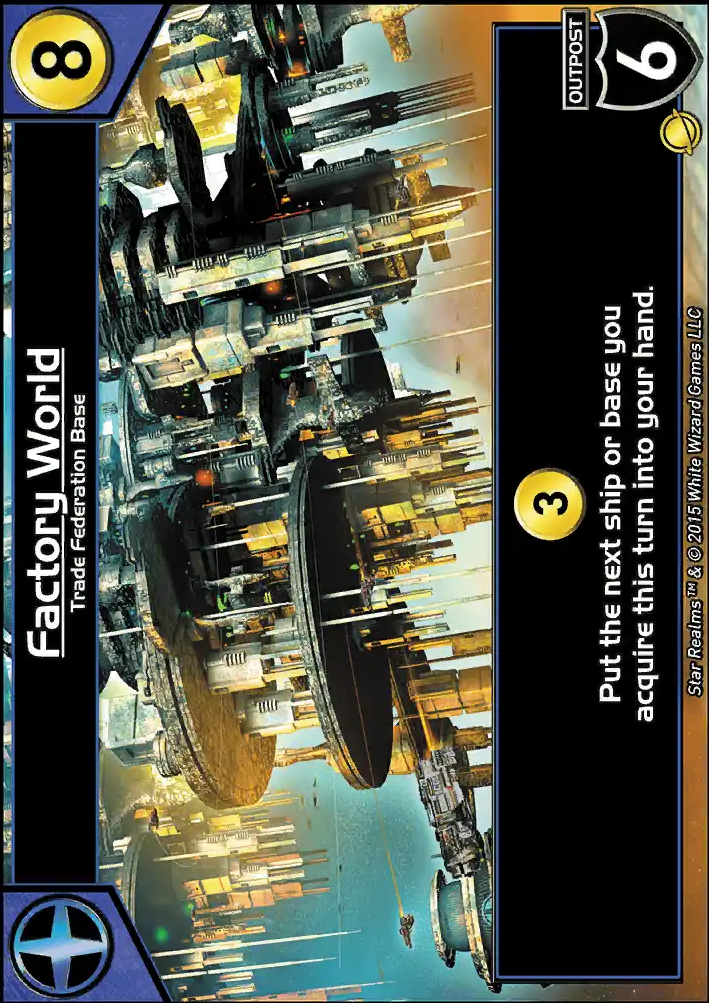 Factory World
8
Trade Federation Base
3
Put the next ship or base you
acquire this turn into your hand.
OUTPOST
6
Star Realms™ & © 2015 White Wizard Games LLC